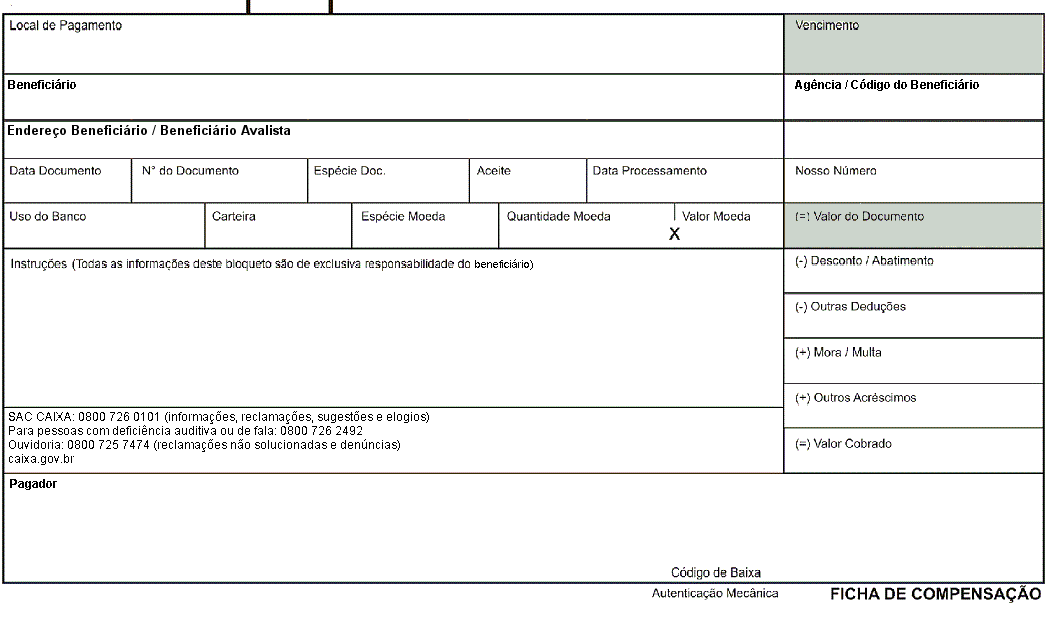 Local de Pagamento
Vencimento
Beneficiário
Agência / Código do Beneficiário
Endereço Beneficiário / Beneficiário Avalista
Data Documento
N° do Documento
Espécie Doc.
Aceite
Data Processamento
Nosso Número
Uso do Banco
Carteira
Espécie Moeda
Quantidade Moeda
Valor Moeda
X
(=) Valor do Documento
Instruções (Todas as informações deste bloqueto são de exclusiva responsabilidade do beneficiário)
(-) Desconto / Abatimento
(-) Outras Deduções
(+) Mora / Multa
(+) Outros Acréscimos
(=) Valor Cobrado
SAC CAIXA: 0800 726 0101 (informações, reclamações, sugestões e elogios)
Para pessoas com deficiência auditiva ou de fala: 0800 726 2492
Ouvidoria: 0800 725 7474 (reclamações não solucionadas e denúncias)
caixa.gov.br
Pagador
Código de Baixa
Autenticação Mecânica
FICHA DE COMPENSAÇÃO